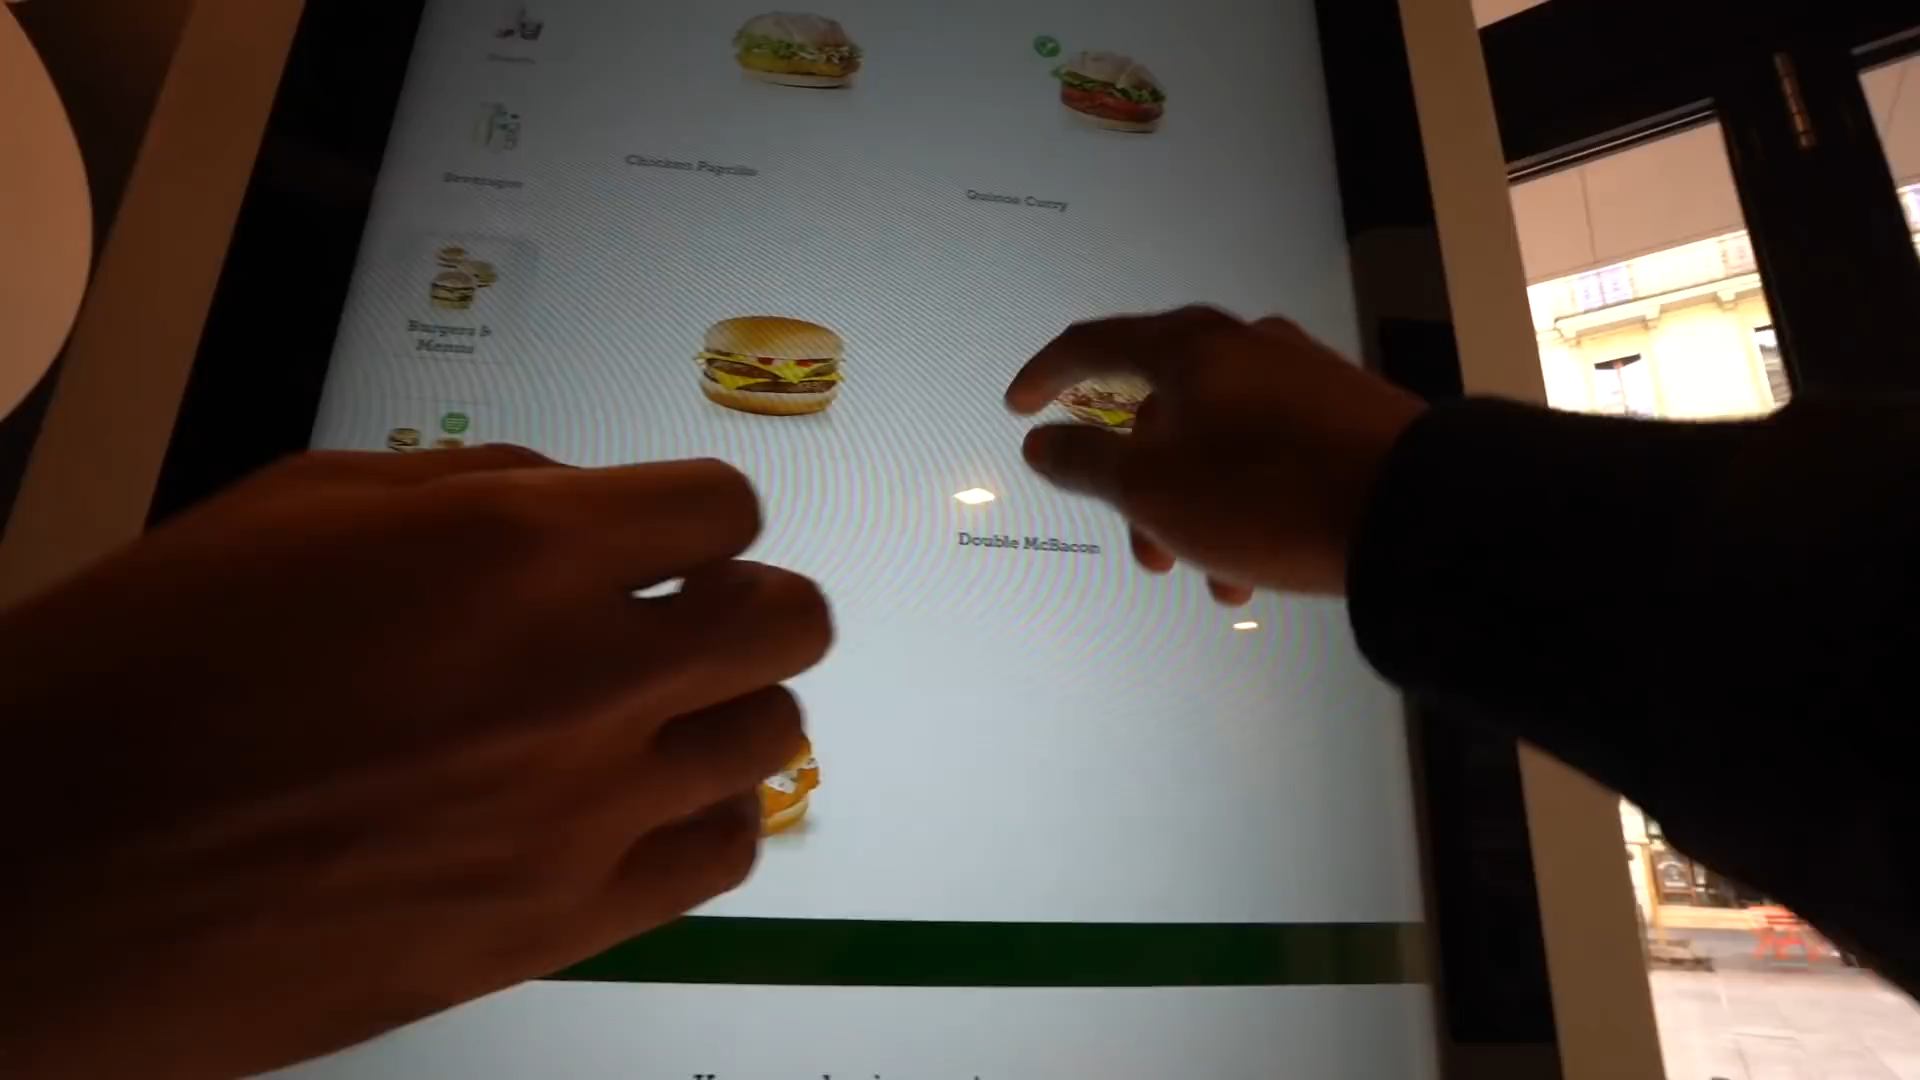 Beverages
Chicken Paprika
Quinoa Curry
Burgers &
Menus
Double McBacon